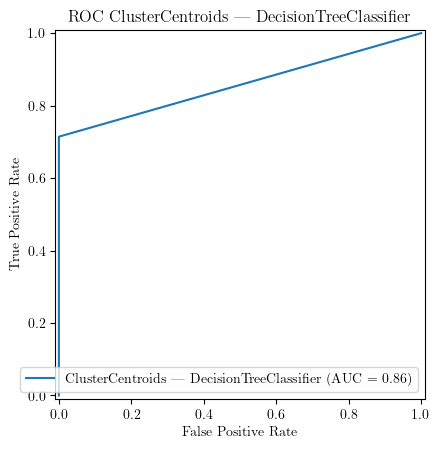 ROC ClusterCentroids — DecisionTreeClassifier
1.0
0.8
0.6
0.4
0.2
0.0
True Positive Rate
ClusterCentroids — DecisionTreeClassifier (AUC = 0.86)
0.0 0.2 0.4 0.6 0.8 1.0
False Positive Rate